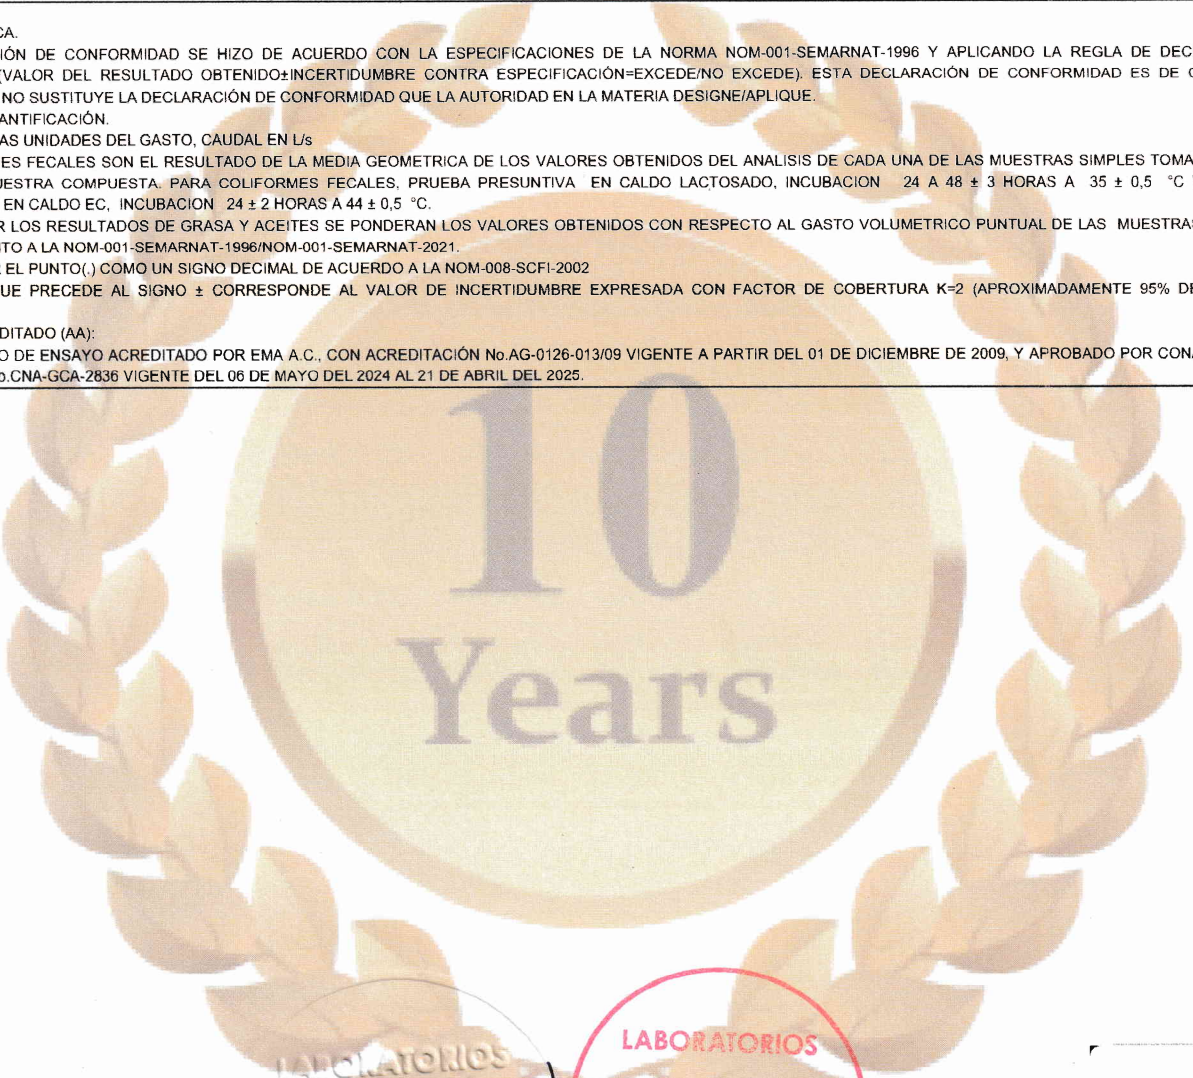 CA.
IÓN DE CONFORMIDAD SE HIZO DE ACUERDO CON LA ESPECIFICACIONES DE LA NORMA NOM-001-SEMARNAT-1996 Y APLICANDO LA REGLA DE DEC
(VALOR DEL RESULTADO OBTENIDO±INCERTIDUMBRE CONTRA ESPECIFICACIÓN=EXCEDE/NO EXCEDE). ESTA DECLARACIÓN DE CONFORMIDAD ES DE
NO SUSTITUYE LA DECLARACIÓN DE CONFORMIDAD QUE LA AUTORIDAD EN LA MATERIA DESIGNE/APLIQUE.
ANTIFICACIÓN.
AS UNIDADES DEL GASTO, CAUDAL EN L/s
ES FECALES SON EL RESULTADO DE LA MEDIA GEOMETRICA DE LOS VALORES OBTENIDOS DEL ANALISIS DE CADA UNA DE LAS MUESTRAS SIMPLES TOMA
UESTRA COMPUESTA. PARA COLIFORMES FECALES, PRUEBA PRESUNTIVA EN CALDO LACTOSADO, INCUBACION 24 A 48 ± 3 HORAS A 35 ± 0,5 °C
EN CALDO EC, INCUBACION 24 ± 2 HORAS A 44 ± 0,5 °C.
R LOS RESULTADOS DE GRASA Y ACEITES SE PONDERAN LOS VALORES OBTENIDOS CON RESPECTO AL GASTO VOLUMETRICO PUNTUAL DE LAS MUESTRAS
NTO A LA NOM-001-SEMARNAT-1996/NOM-001-SEMARNAT-2021.
EL PUNTO(.) COMO UN SIGNO DECIMAL DE ACUERDO A LA NOM-008-SCFI-2002
UE PRECEDE AL SIGNO ± CORRESPONDE AL VALOR DE INCERTIDUMBRE EXPRESADA CON FACTOR DE COBERTURA K=2 (APROXIMADAMENTE 95% DE
DITADO (AA):
O DE ENSAYO ACREDITADO POR EMA A.C., CON ACREDITACIÓN No.AG-0126-013/09 VIGENTE A PARTIR DEL 01 DE DICIEMBRE DE 2009, Y APROBADO POR CONA
o.CNA-GCA-2836 VIGENTE DEL 06 DE MAYO DEL 2024 AL 21 DE ABRIL DEL 2025.
10
Years
LABORATORIOS
LABORATORIOS